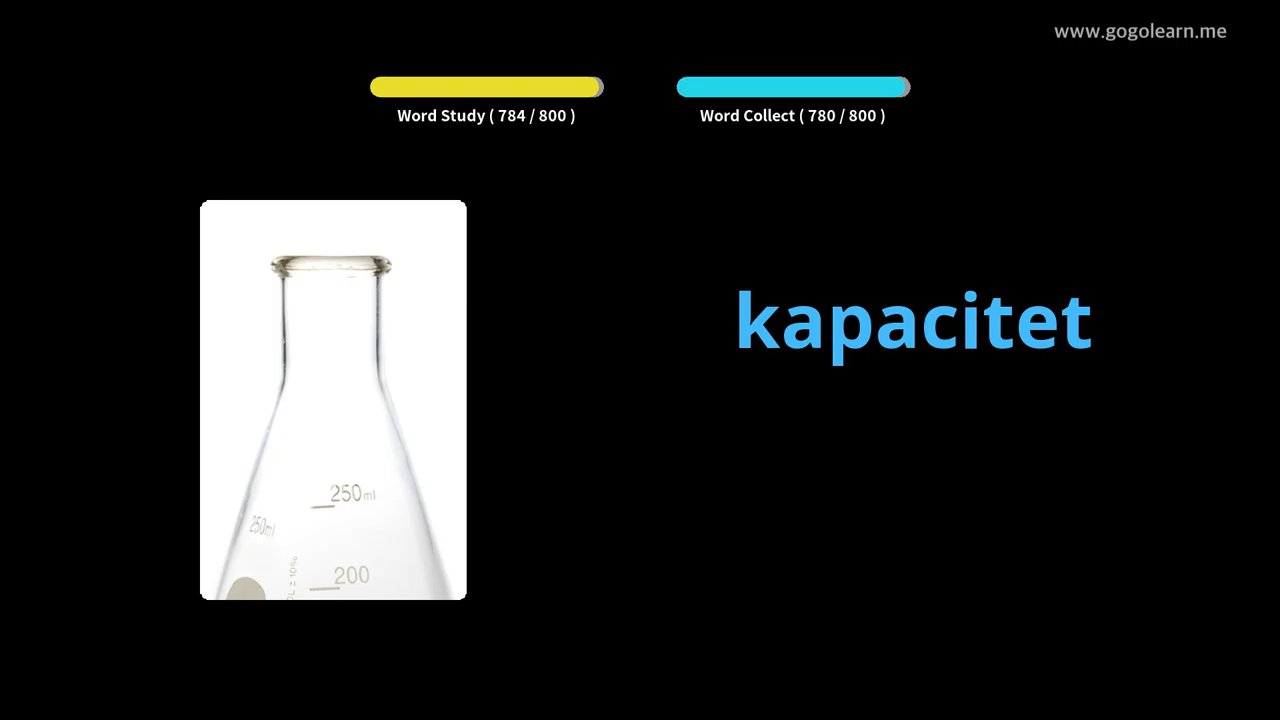 www.gogolearn.me
Word Study ( 784 / 800 )
Word Collect ( 780 / 800 )
kapacitet
250ml
250ml
200